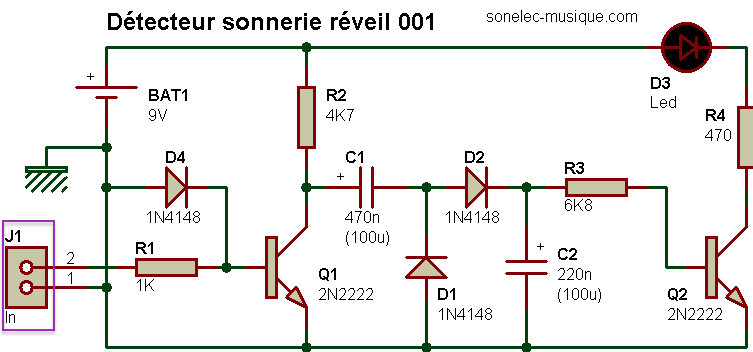 Détecteur sonnerie réveil 001
sonelec-musique.com
D3
Led
+
BAT1
9V
R2
4K7
R4
470
D4
1N4148
C1
+
470n
(100u)
D2
1N4148
R3
6K8
J1
2
1
In
R1
1K
Q1
2N2222
D1
1N4148
+
C2
220n
(100u)
Q2
2N2222